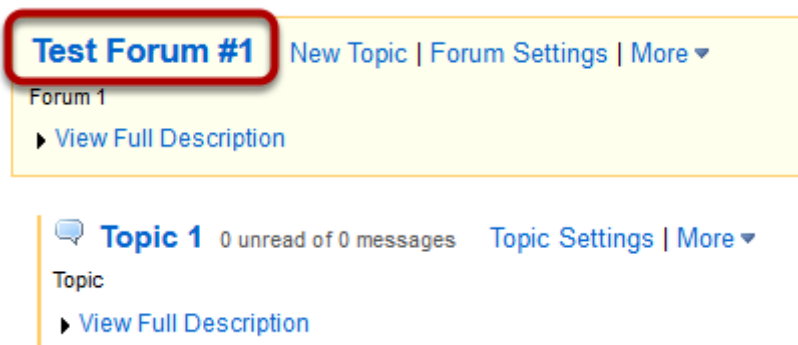 Test Forum #1 New Topic | Forum Settings | More
Forum 1
View Full Description
Topic 1 0 unread of 0 messages Topic Settings | More
Topic
View Full Description